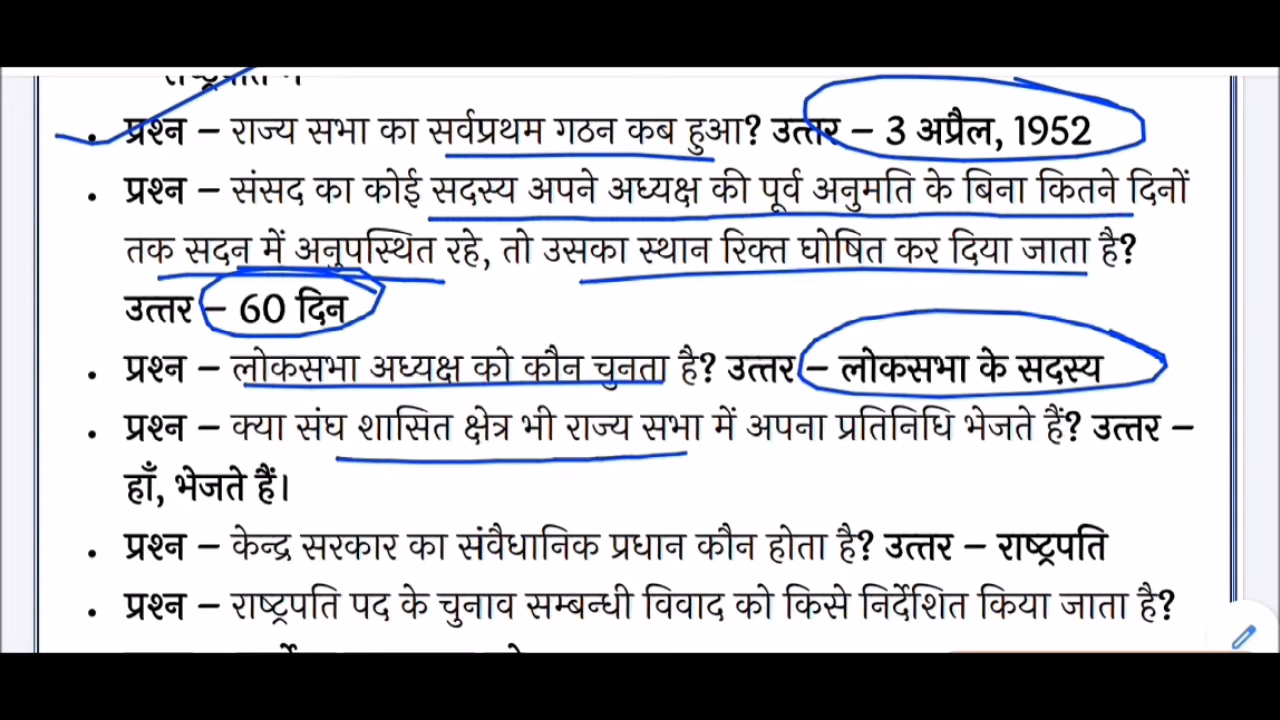 प्रश्न – राज्य सभा का सर्वप्रथम गठन कब हुआ? उत्तर – 3 अप्रैल, 1952
प्रश्न – संसद का कोई सदस्य अपने अध्यक्ष की पूर्व अनुमति के बिना कितने दिनों
तक सदन में अनुपस्थित रहे, तो उसका स्थान रिक्त घोषित कर दिया जाता है?
उत्तर – 60 दिन
प्रश्न – लोकसभा अध्यक्ष को कौन चुनता है? उत्तर – लोकसभा के सदस्य
प्रश्न – क्या संघ शासित क्षेत्र भी राज्य सभा में अपना प्रतिनिधि भेजते हैं? उत्तर –
हाँ, भेजते हैं।
प्रश्न – केन्द्र सरकार का संवैधानिक प्रधान कौन होता है? उत्तर – राष्ट्रपति
प्रश्न – राष्ट्रपति पद के चुनाव सम्बन्धी विवाद को किसे निर्देशित किया जाता है?